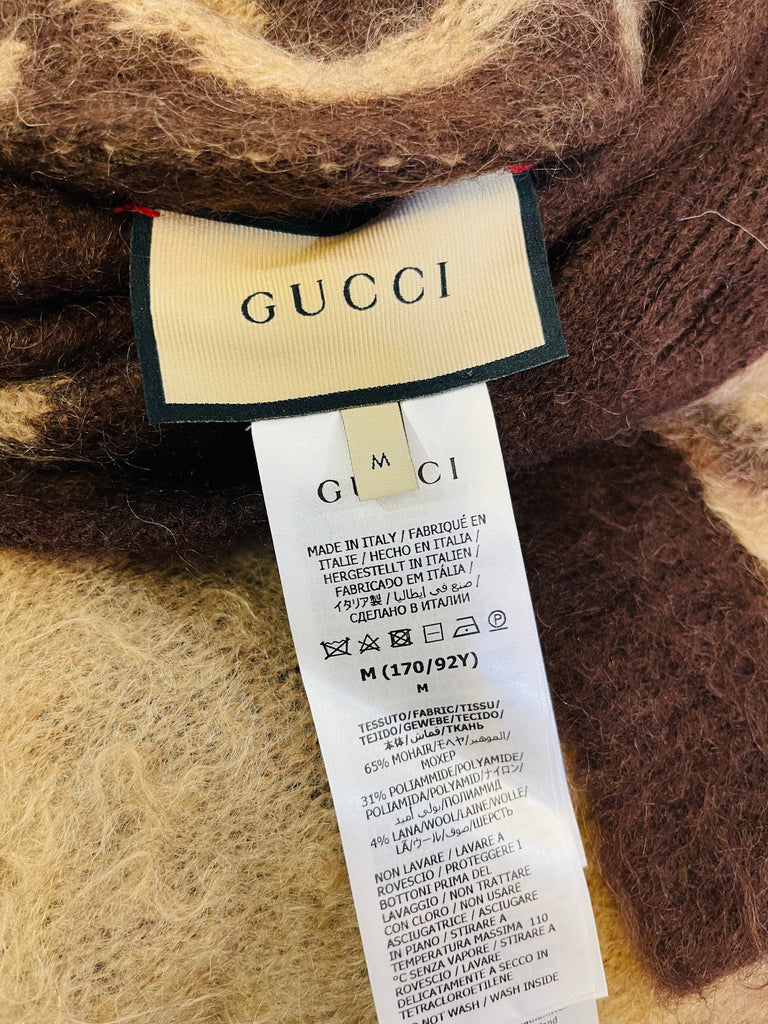 GUCCI
M
GUCCI
MADE IN ITALY / FABRIQUÉ EN
ITALIE / HECHO EN ITALIA /
HERGESTELLT IN ITALIEN /
FABRICADO EM ITÁLIA /
イタリア製 / صنع في إيطاليا /
СДЕЛАНО В ИТАЛИИ
P
M (170/92Y)
M
TESSUTO/FABRIC/TISSU/
TEJIDO/GEWEBE/TECIDO/
本体/قماش/ТКАНЬ
65% MOHAIR/モヘヤ/الموهير/
МОХЕР
31% POLIAMMIDE/POLYAMIDE/
POLIAMIDA/POLYAMID/ナイロン/
بولي أميد/ПОЛИАМИД
4% LANA/WOOL/LAINE/WOLLE/
LÃ/ウール/صوف/ШЕРСТЬ
NON LAVARE / LAVARE A
ROVESCIO / PROTEGGERE I
BOTTONI PRIMA DEL
LAVAGGIO / NON TRATTARE
CON CLORO / NON USARE
ASCIUGATRICE / ASCIUGARE
IN PIANO / STIRARE A
TEMPERATURA MASSIMA 110
°C SENZA VAPORE / STIRARE A
ROVESCIO / LAVARE
DELICATAMENTE A SECCO IN
TETRACLOROETILENE
DO NOT WASH / WASH INSIDE